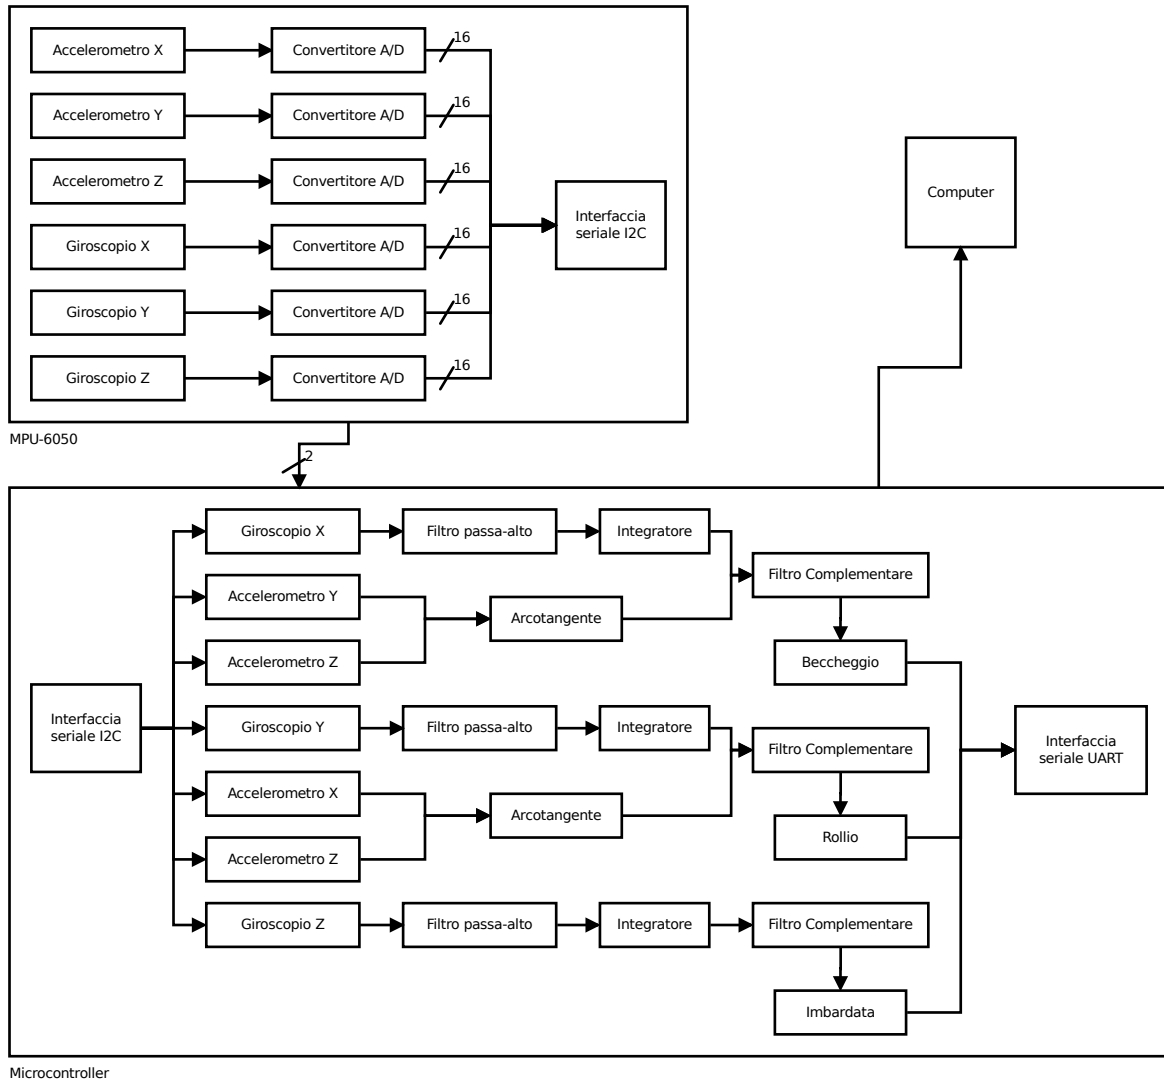 Accelerometro X
Convertitore A/D
16
Accelerometro Y
Convertitore A/D
16
Accelerometro Z
Convertitore A/D
16
Giroscopio X
Convertitore A/D
16
Giroscopio Y
Convertitore A/D
16
Giroscopio Z
Convertitore A/D
16
Interfaccia
seriale I2C
Computer
MPU-6050
2
Interfaccia
seriale I2C
Giroscopio X
Filtro passa-alto
Integratore
Filtro Complementare
Accelerometro Y
Arcotangente
Accelerometro Z
Beccheggio
Giroscopio Y
Filtro passa-alto
Integratore
Filtro Complementare
Accelerometro X
Arcotangente
Accelerometro Z
Rollio
Giroscopio Z
Filtro passa-alto
Integratore
Filtro Complementare
Imbardata
Interfaccia
seriale UART
Microcontroller